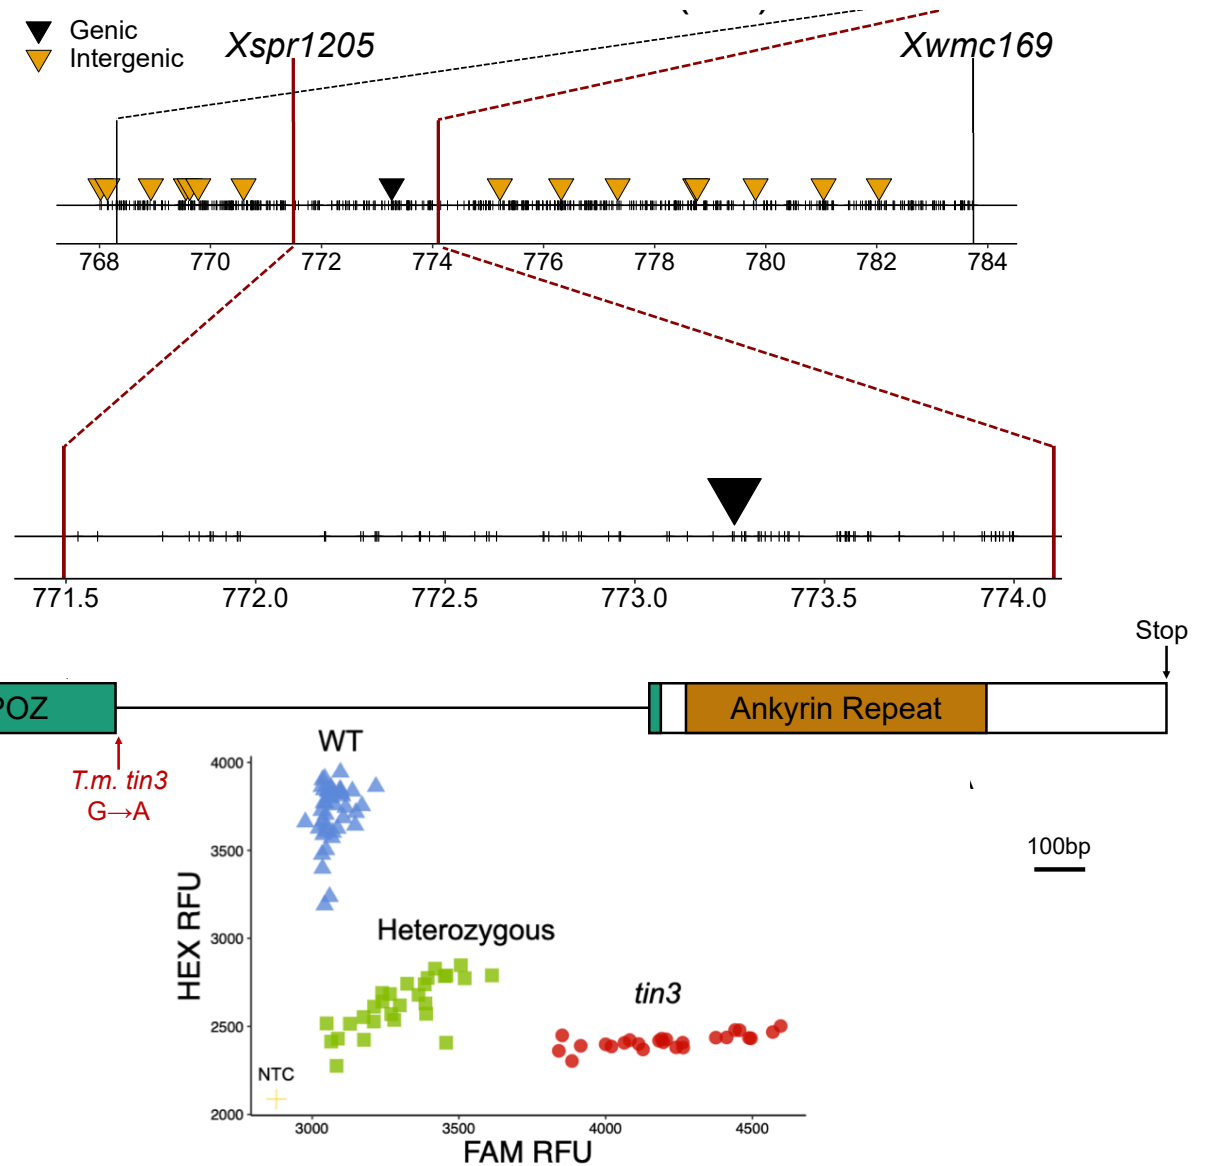 Genic
Intergenic
Xspr1205
Xwmc169
768 770 772 774 776 778 780 782 784
771.5 772.0 772.5 773.0 773.5 774.0
Stop
POZ
Ankyrin Repeat
T.m. tin3
G→A
100bp
WT
Heterozygous
tin3
NTC
HEX RFU
4000
3500
3000
2500
2000
3000 3500 4000 4500
FAM RFU